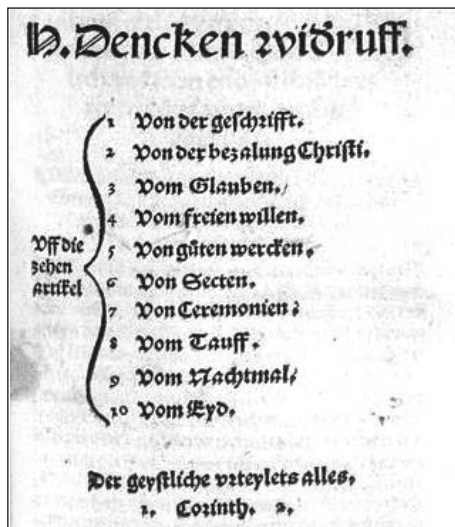 H. Dencken widruff.
1 Von der geschrifft.
2 Von der bezalung Christi.
3 Vom Glauben.
4 Vom freien willen.
Vff die
zehen
artikel
5 Von gůten wercken.
6 Von Secten.
7 Von Ceremonien.
8 Vom Tauff.
9 Vom Nachtmal.
10 Vom Eyd.
Der geystliche vrteylets alles.
1. Corinth. 2.